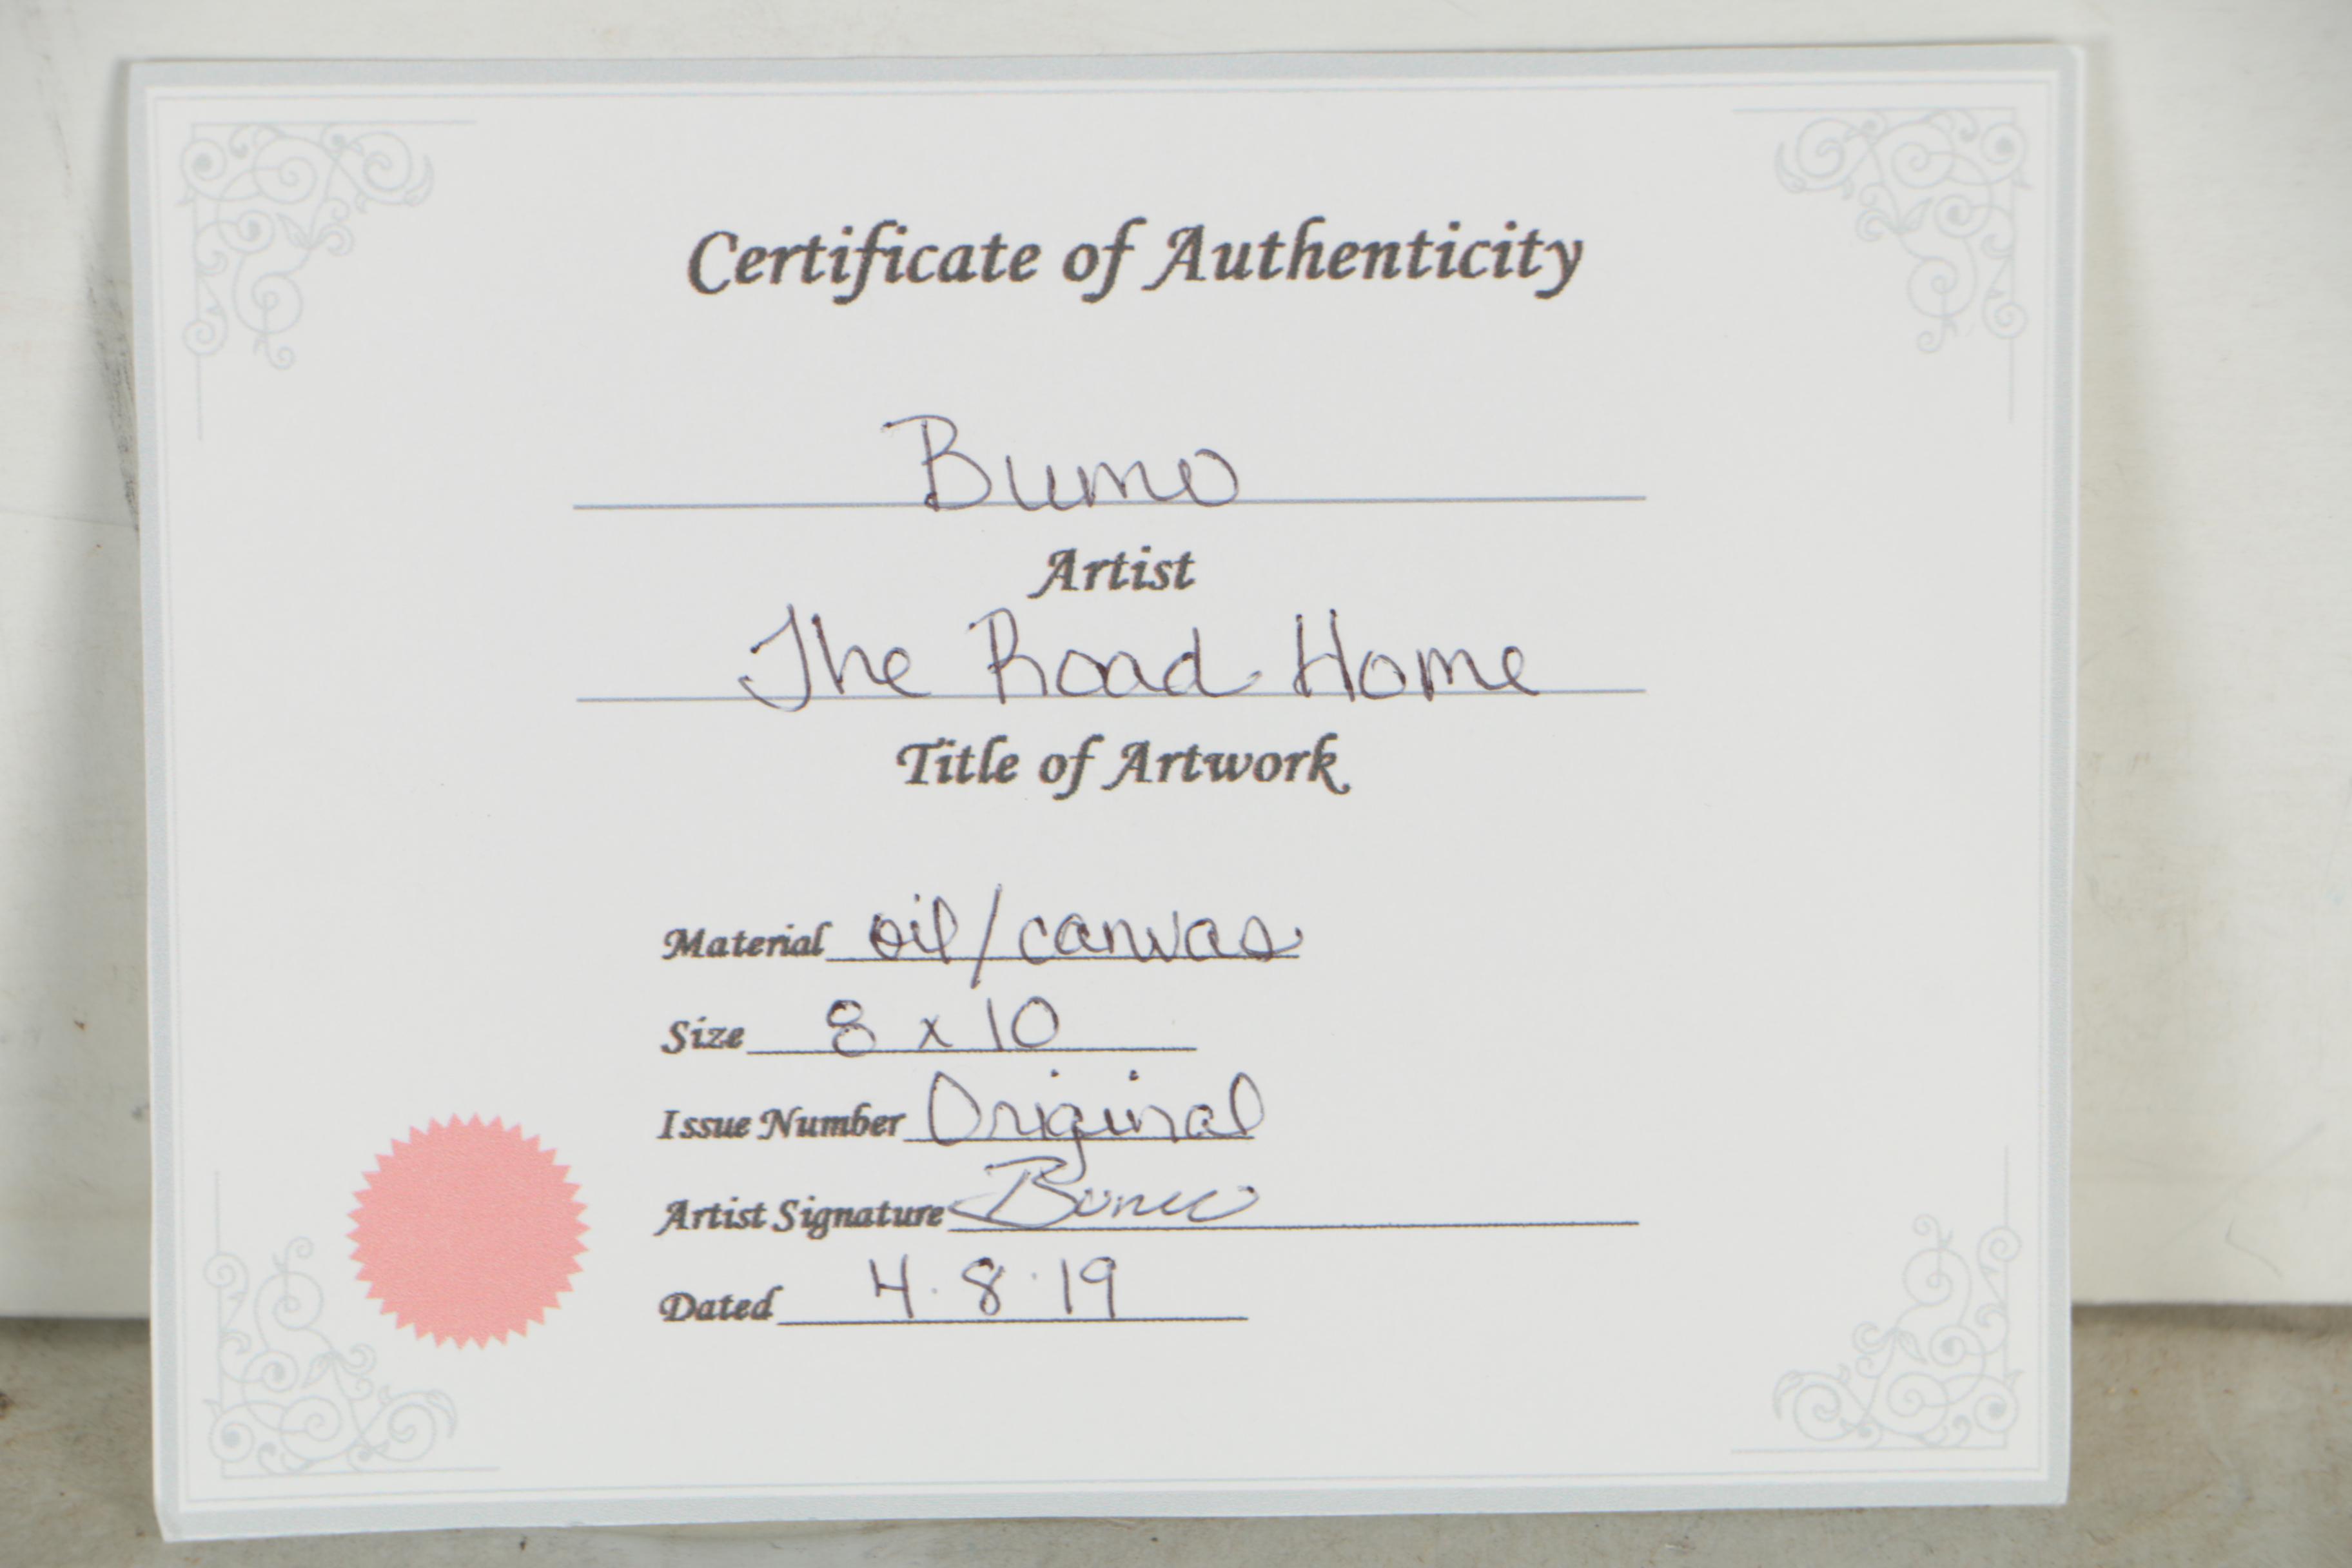 Certificate of Authenticity
Bumo
Artist
The Road Home
Title of Artwork
Material oil/canvas
Size 8 x 10
Issue Number Original
Artist Signature
Dated 4.8.19